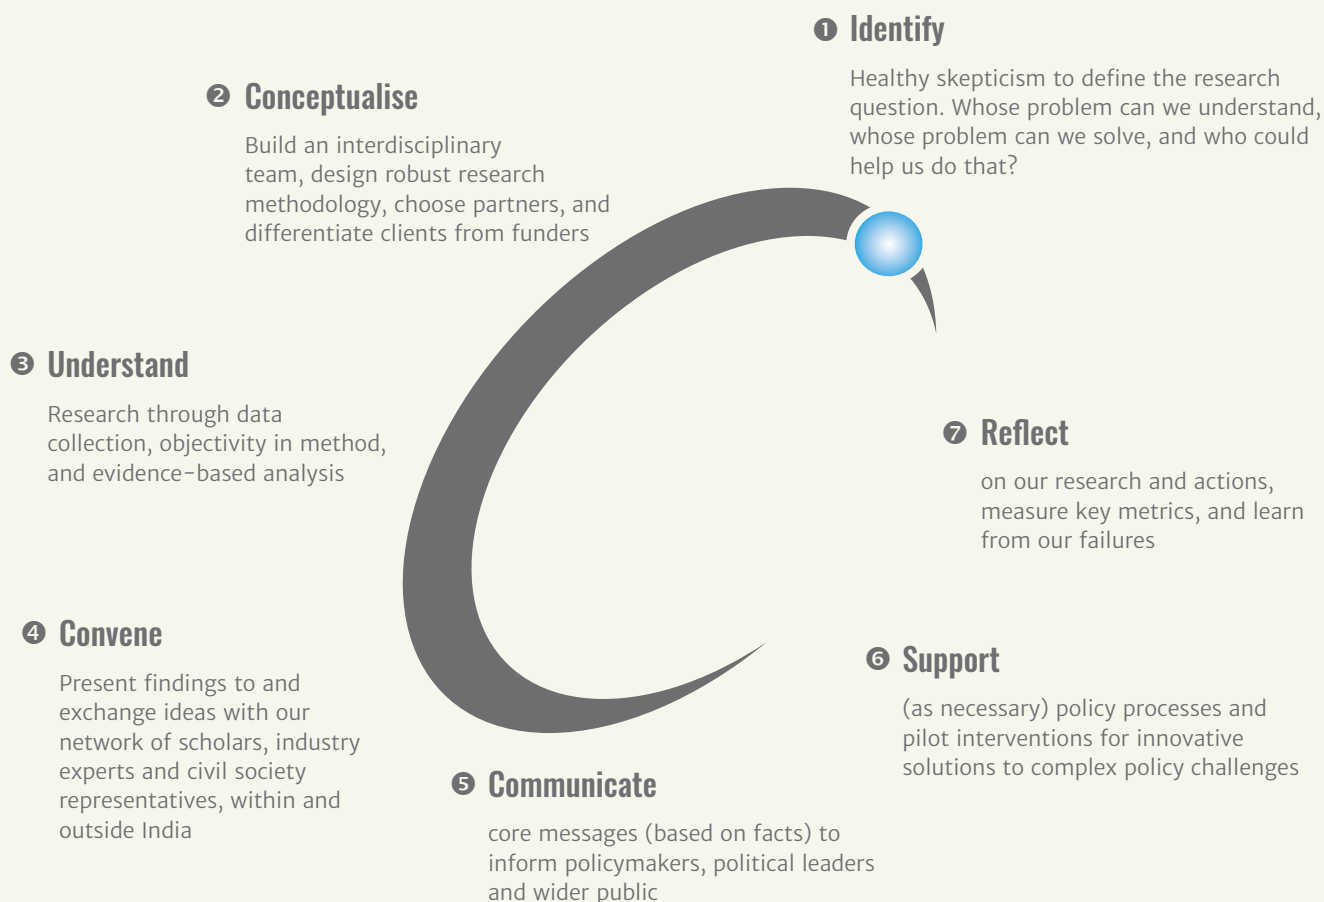 ❶ Identify
Healthy skepticism to define the research
question. Whose problem can we understand,
whose problem can we solve, and who could
help us do that?
❷ Conceptualise
Build an interdisciplinary
team, design robust research
methodology, choose partners, and
differentiate clients from funders
❸ Understand
Research through data
collection, objectivity in method,
and evidence-based analysis
❹ Convene
Present findings to and
exchange ideas with our
network of scholars, industry
experts and civil society
representatives, within and
outside India
❺ Communicate
core messages (based on facts) to
inform policymakers, political leaders
and wider public
❻ Support
(as necessary) policy processes and
pilot interventions for innovative
solutions to complex policy challenges
❼ Reflect
on our research and actions,
measure key metrics, and learn
from our failures